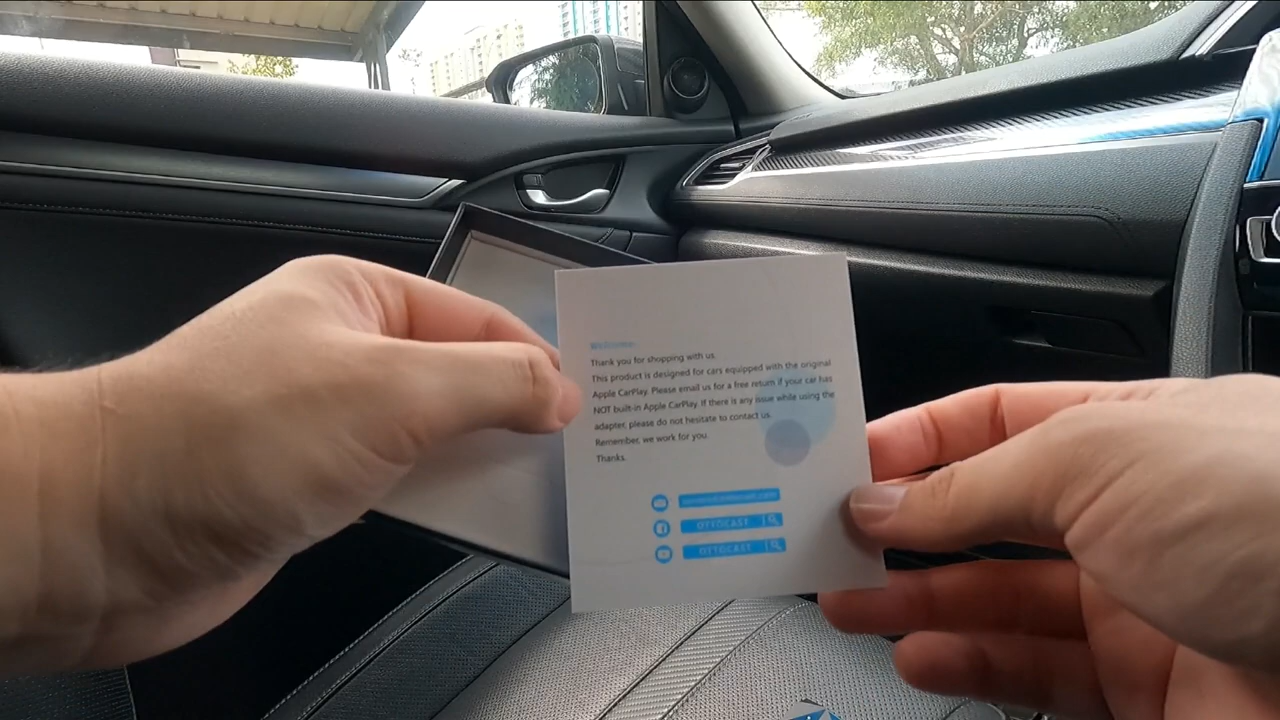 Welcome
Thank you for shopping with us.
This product is designed for cars equipped with the original
Apple CarPlay. Please email us for a free return if your car has
NOT built-in Apple CarPlay. If there is any issue while using the
adapter, please do not hesitate to contact us.
Remember, we work for you.
Thanks.
OTTOCAST
OTTOCAST